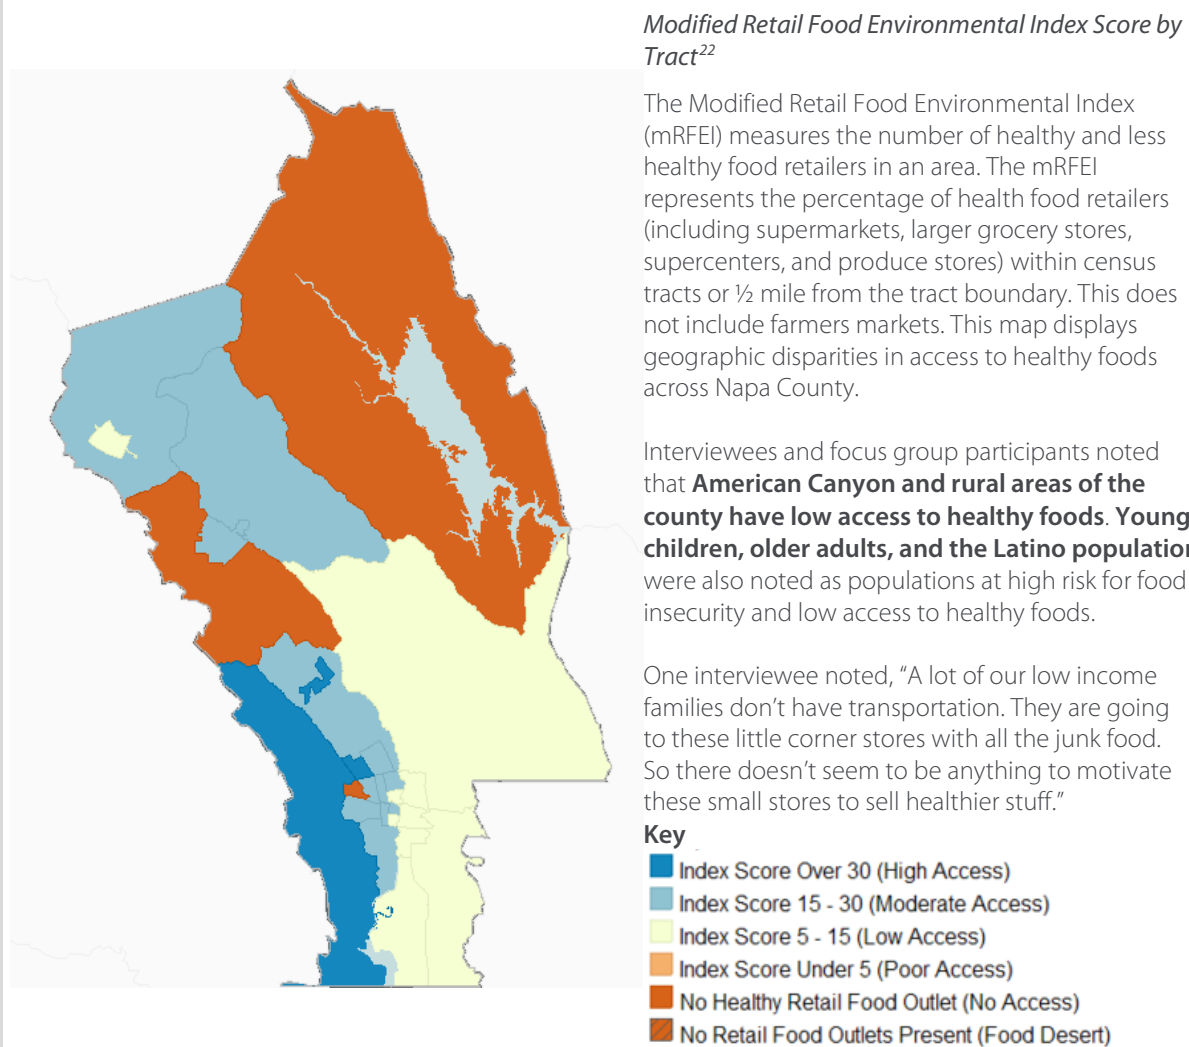 Modified Retail Food Environmental Index Score by
Tract22
The Modified Retail Food Environmental Index
(mRFEI) measures the number of healthy and less
healthy food retailers in an area. The mRFEI
represents the percentage of health food retailers
(including supermarkets, larger grocery stores,
supercenters, and produce stores) within census
tracts or ½ mile from the tract boundary. This does
not include farmers markets. This map displays
geographic disparities in access to healthy foods
across Napa County.
Interviewees and focus group participants noted
that American Canyon and rural areas of the
county have low access to healthy foods. Young
children, older adults, and the Latino population
were also noted as populations at high risk for food
insecurity and low access to healthy foods.
One interviewee noted, “A lot of our low income
families don’t have transportation. They are going
to these little corner stores with all the junk food.
So there doesn’t seem to be anything to motivate
these small stores to sell healthier stuff.”
Key
Index Score Over 30 (High Access)
Index Score 15 - 30 (Moderate Access)
Index Score 5 - 15 (Low Access)
Index Score Under 5 (Poor Access)
No Healthy Retail Food Outlet (No Access)
No Retail Food Outlets Present (Food Desert)